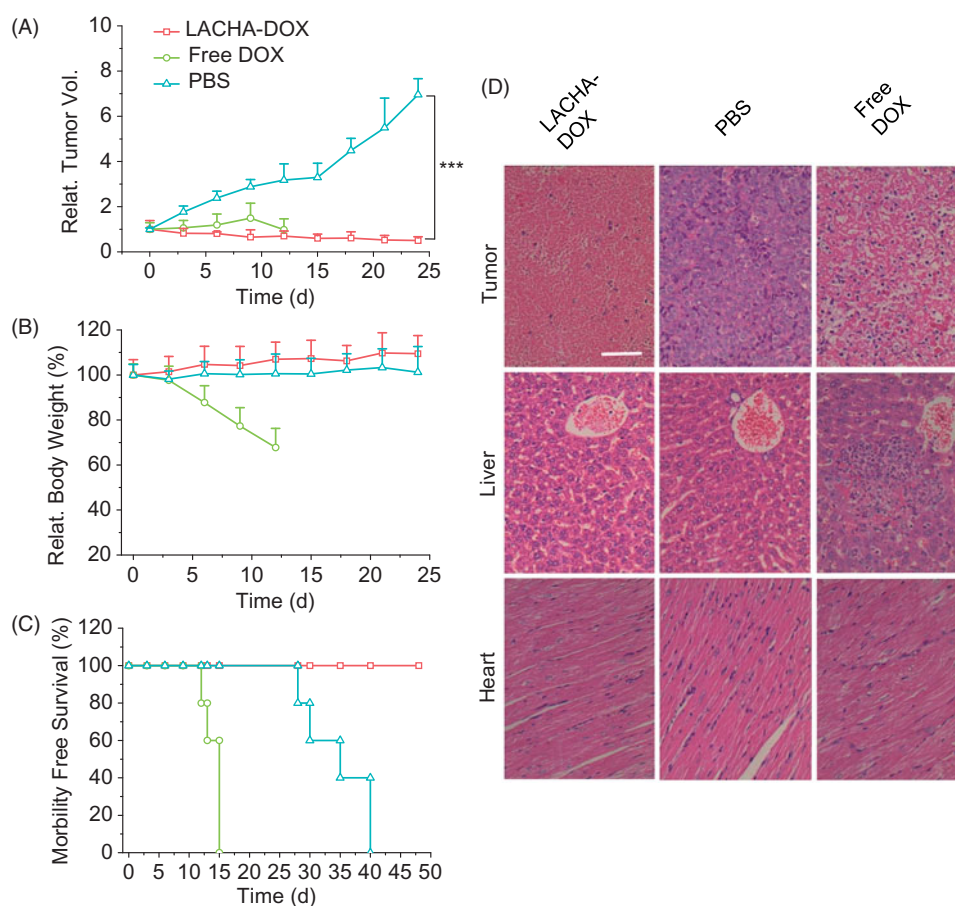 (A)
10
8
6
4
2
0
Relat. Tumor Vol.
LACHA-DOX
Free DOX
PBS
***
0 5 10 15 20 25
Time (d)
(B)
120
100
80
60
40
20
Relat. Body Weight (%)
0 5 10 15 20 25
Time (d)
(C)
120
100
80
60
40
20
0
Morbility Free Survival (%)
0 5 10 15 20 25 30 35 40 45 50
Time (d)
(D)
LACHA-
DOX
PBS
Free
DOX
Tumor
Liver
Heart